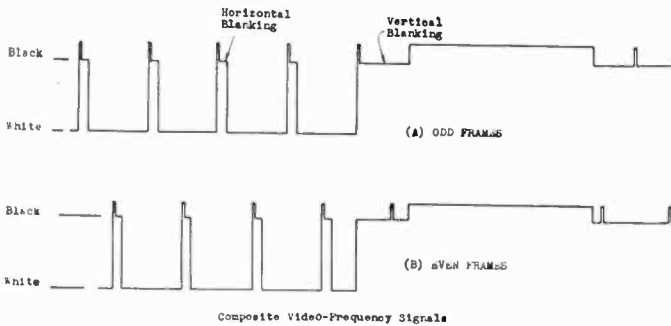 Horizontal
Blanking
Vertical
Blanking
Black
White
(A) ODD FRAMES
Black
White
(B) EVEN FRAMES
Composite Video-Frequency Signals